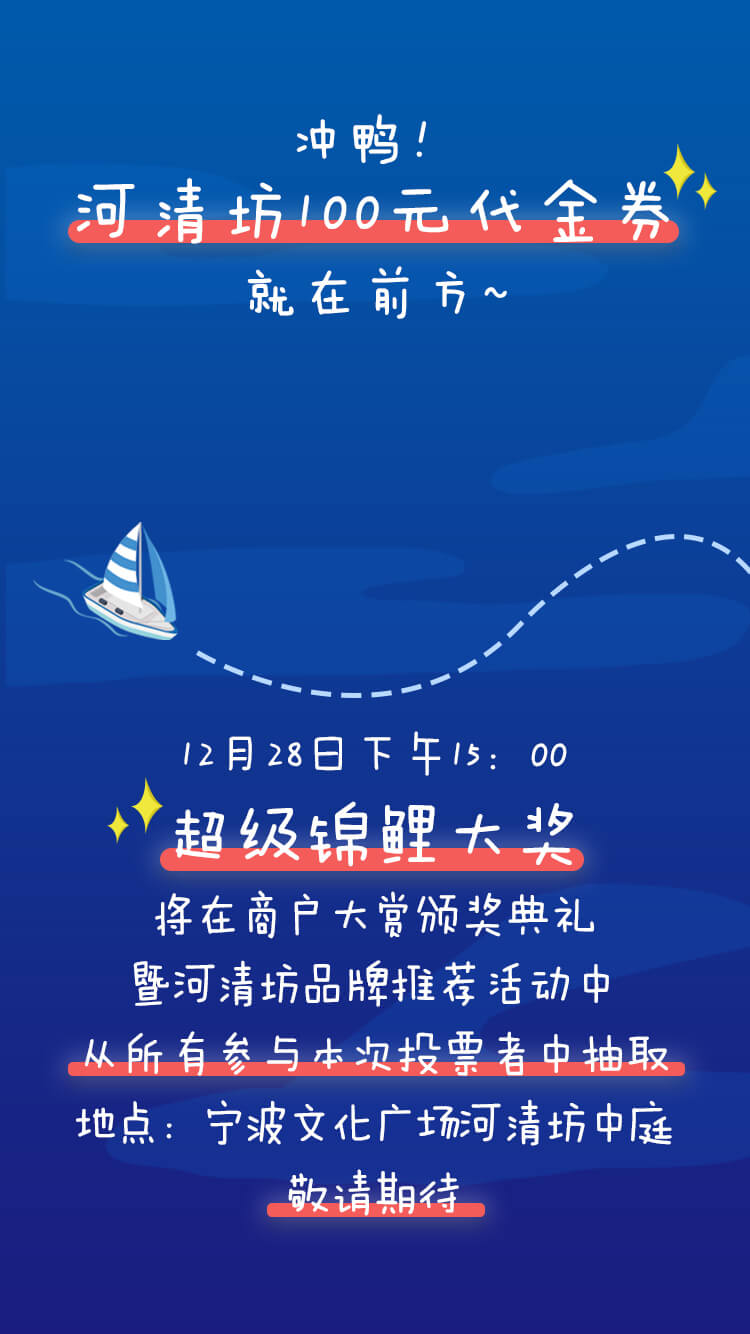 冲鸭！
河清坊100元代金券
就在前方~
12月28日下午15：00
超级锦鲤大奖
将在商户大赏颁奖典礼
暨河清坊品牌推荐活动中
从所有参与本次投票者中抽取
地点：宁波文化广场河清坊中庭
敬请期待